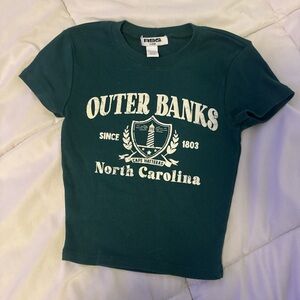 OUTER BANKS
SINCE 1803
CAPE HATTERAS
North Carolina